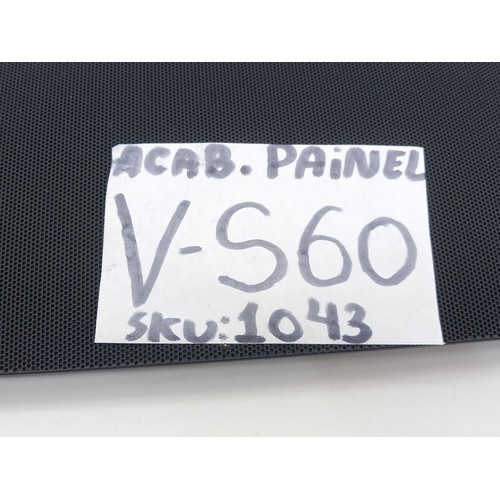 ACAB. PAiNEL
V-S60
SKU:1043